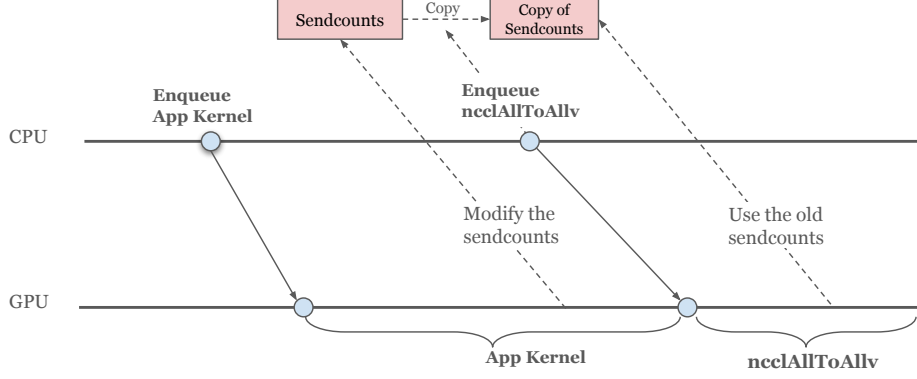 Sendcounts
Copy
Copy of
Sendcounts
Enqueue
App Kernel
Enqueue
ncclAllToAllv
CPU
Modify the
sendcounts
Use the old
sendcounts
GPU
App Kernel
ncclAllToAllv